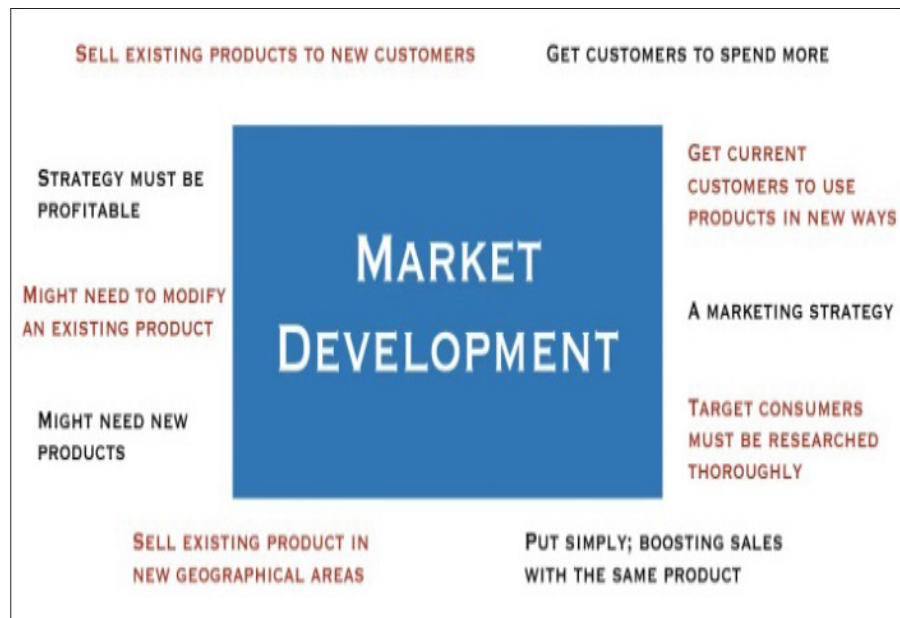 Sell existing products to new customers
Get customers to spend more
Strategy must be
profitable
Might need to modify
an existing product
Might need new
products
Market
Development
Get current
customers to use
products in new ways
A marketing strategy
Target consumers
must be researched
thoroughly
Sell existing product in
new geographical areas
Put simply; boosting sales
with the same product